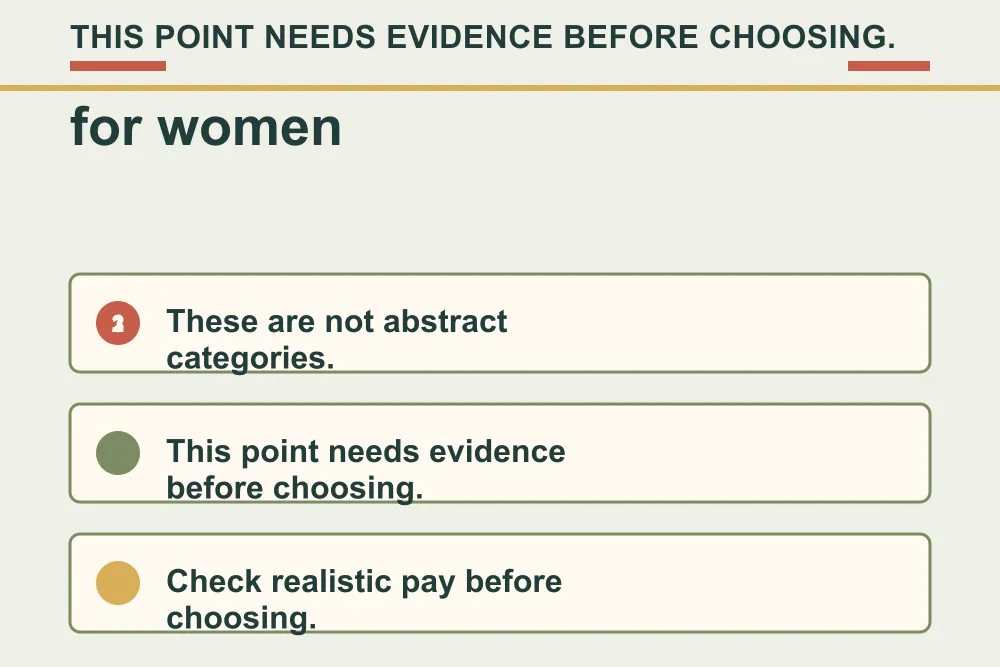 THIS POINT NEEDS EVIDENCE BEFORE CHOOSING.
for women
These are not abstract
categories.
This point needs evidence
before choosing.
Check realistic pay before
choosing.